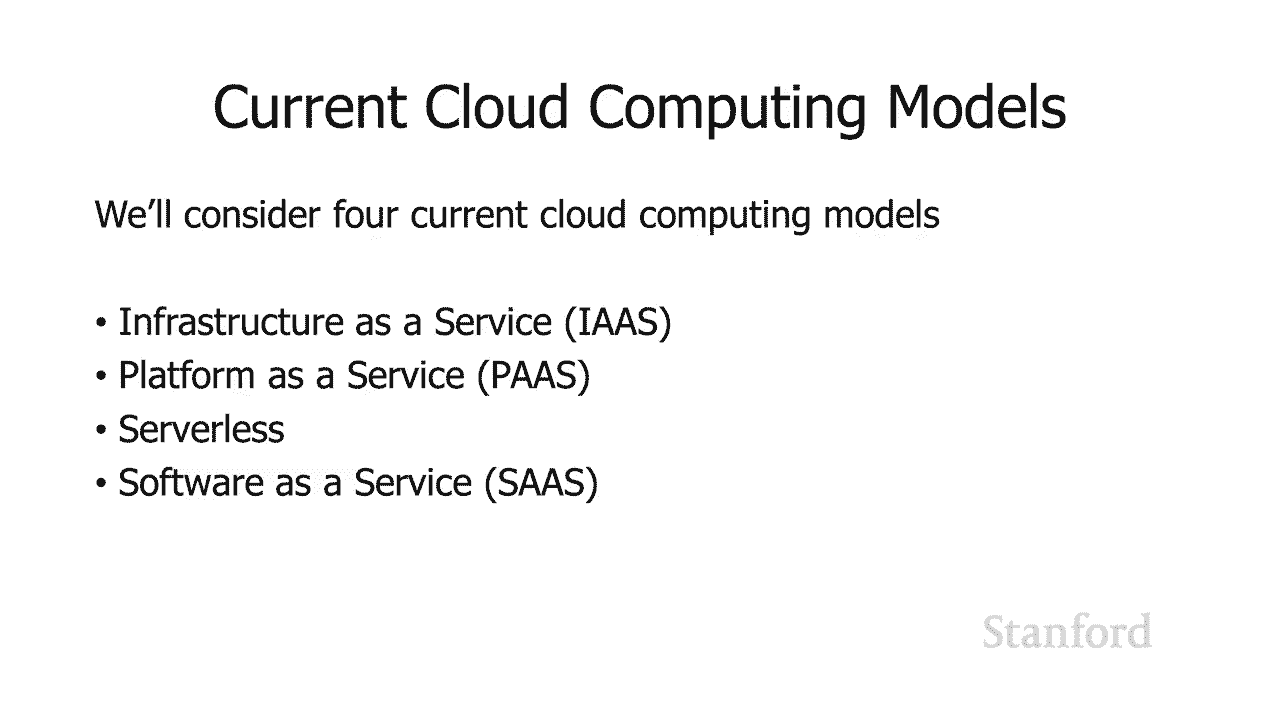 Current Cloud Computing Models
We’ll consider four current cloud computing models
• Infrastructure as a Service (IAAS)
• Platform as a Service (PAAS)
• Serverless
• Software as a Service (SAAS)
Stanford